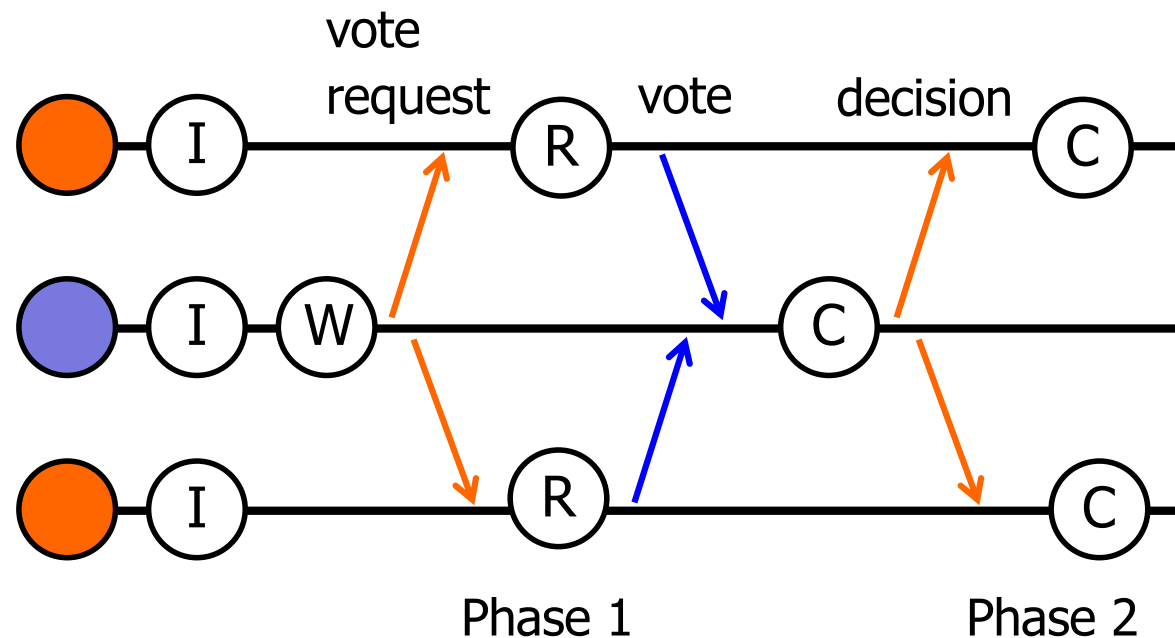 vote
request
vote
decision
I
R
C
I
W
C
I
R
C
Phase 1
Phase 2